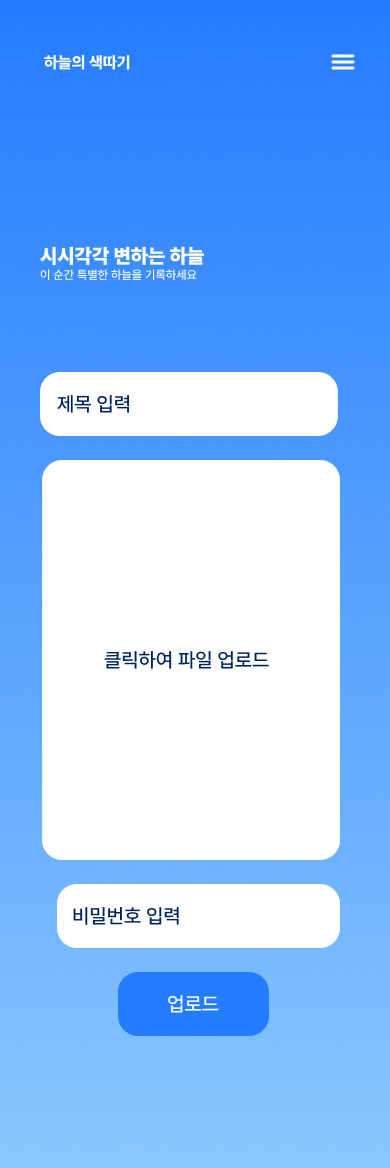 하늘의 색따기
시시각각 변하는 하늘
이 순간 특별한 하늘을 기록하세요
제목 입력
클릭하여 파일 업로드
비밀번호 입력
업로드